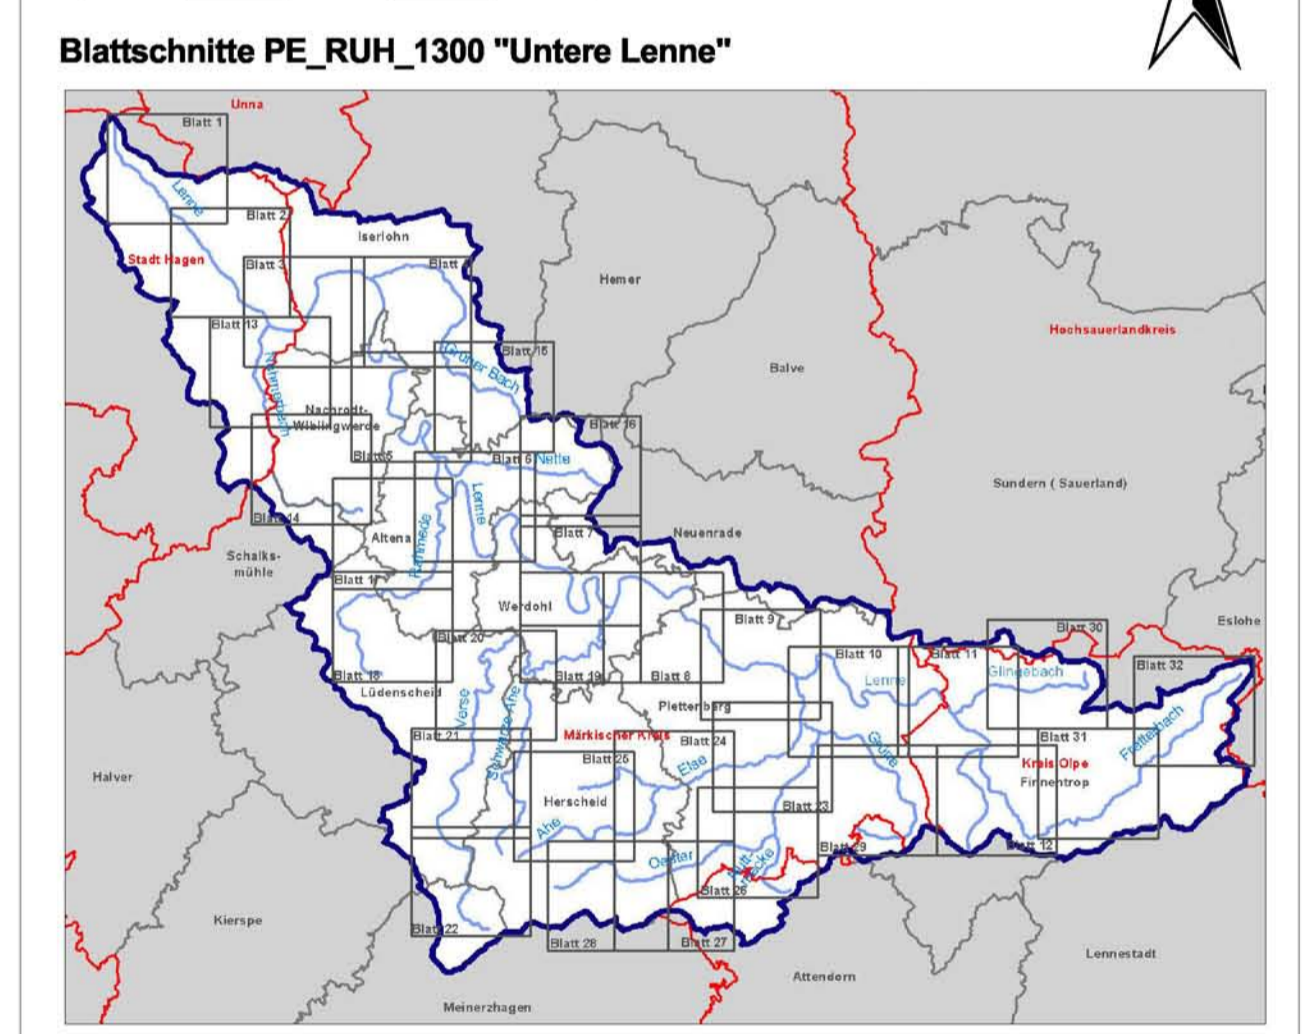 Blattschnitte PE_RUH_1300 "Untere Lenne"
Unna
Blatt 1
Lenne
Blatt 2
Iserlohn
Stadt Hagen
Blatt 3
Blatt
Hemer
Blatt 13
Hochsauerlandkreis
Blatt 15
Grüner Bach
Balve
Nahmerbach
Nachrodt-
Wiblingwerde
Blatt 16
Blatt 5
Blatt 6
Nette
Sundern ( Sauerland)
Lenne
Blatt 14
Altena
Rahmede
Blatt 7
Neuenrade
Schalks-
mühle
Blatt 17
Werdohl
Blatt 9
Eslohe
Blatt 30
Blatt 20
Blatt 10
Blatt 11
Blatt 32
Blatt 18
Blatt 19
Blatt 8
Lenne
Glingebach
Lüdenscheid
Verse
Schwarze Ahe
Plettenberg
Blatt 21
Märkischer Kreis
Blatt 24
Grüne
Blatt 31
Fretterbach
Blatt 25
Else
Kreis Olpe
Finnentrop
Halver
Herscheid
Blatt 23
Ahe
Oester
Blatt 29
Blatt 12
Blatt 26
Kierspe
Blatt 22
Blatt 28
Blatt 27
Lennestadt
Attendorn
Meinerzhagen